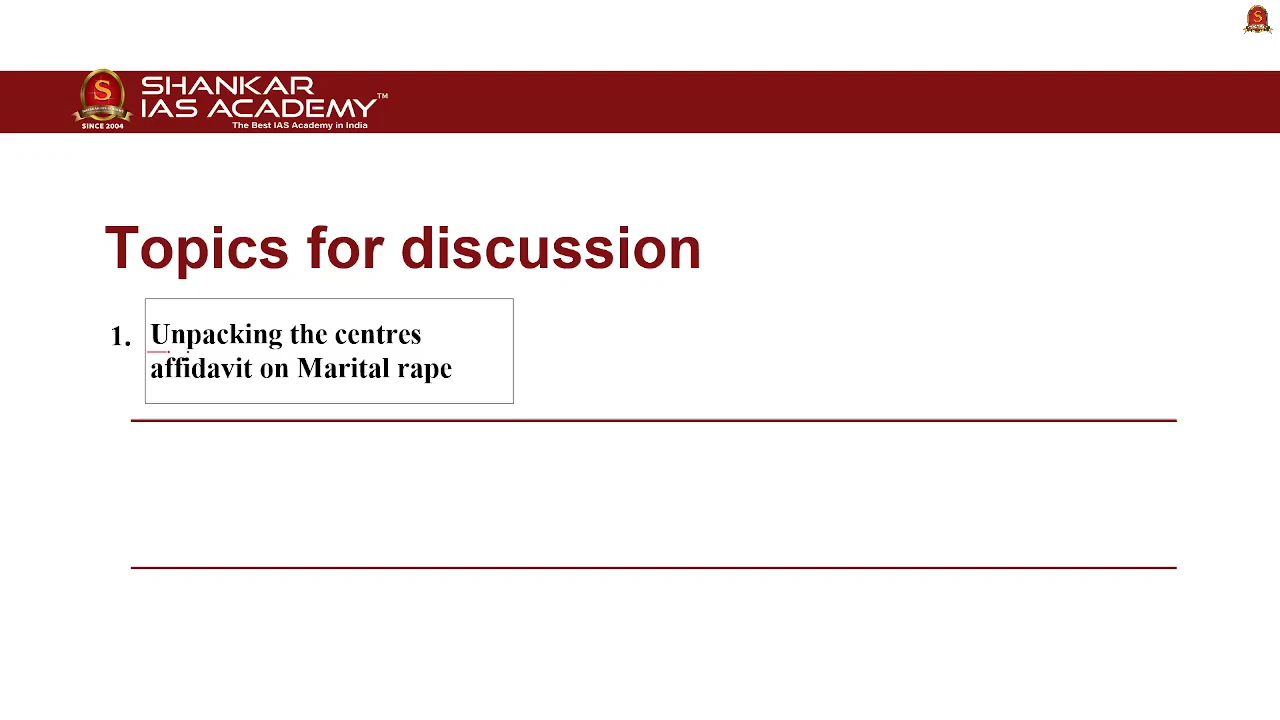 SHANKAR
IAS ACADEMY™
The Best IAS Academy in India
SINCE 2004
Topics for discussion
1. Unpacking the centres
affidavit on Marital rape